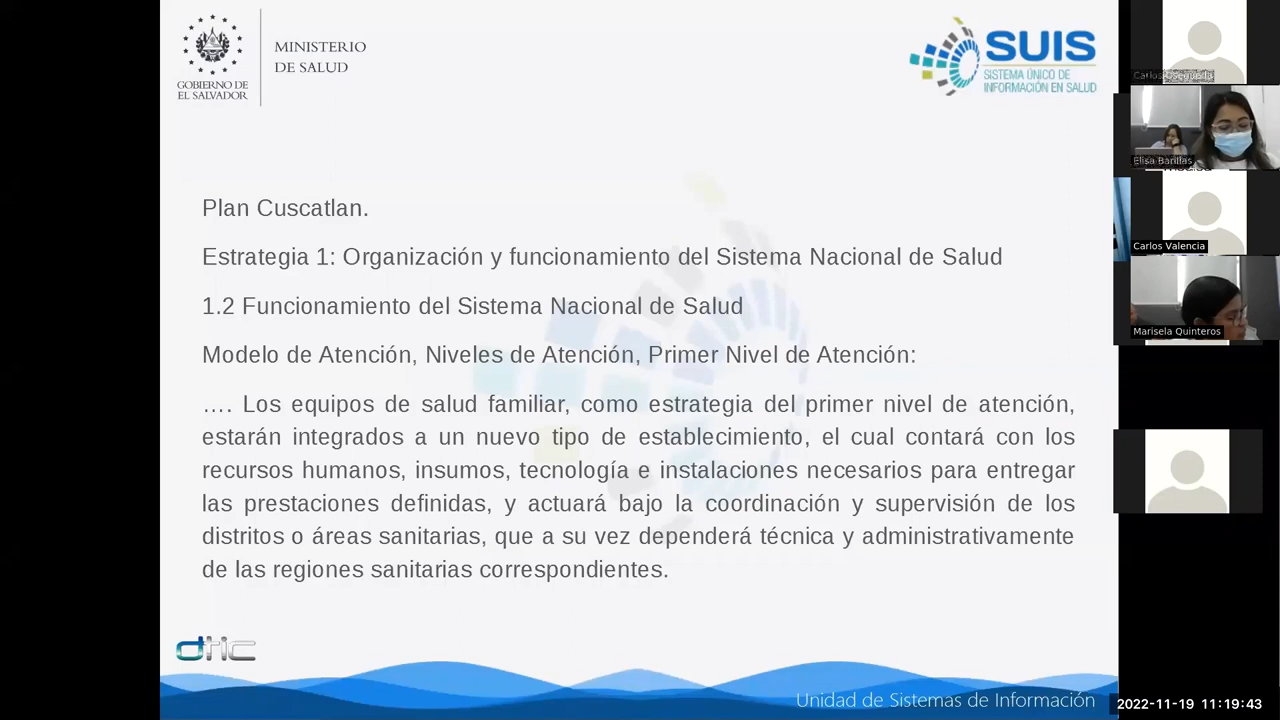 MINISTERIO
DE SALUD
GOBIERNO DE
EL SALVADOR
SUIS
SISTEMA ÚNICO DE
INFORMACIÓN EN SALUD
Plan Cuscatlan.
Estrategia 1: Organización y funcionamiento del Sistema Nacional de Salud
1.2 Funcionamiento del Sistema Nacional de Salud
Modelo de Atención, Niveles de Atención, Primer Nivel de Atención:
…. Los equipos de salud familiar, como estrategia del primer nivel de atención,
estarán integrados a un nuevo tipo de establecimiento, el cual contará con los
recursos humanos, insumos, tecnología e instalaciones necesarios para entregar
las prestaciones definidas, y actuará bajo la coordinación y supervisión de los
distritos o áreas sanitarias, que a su vez dependerá técnica y administrativamente
de las regiones sanitarias correspondientes.
dtic
Unidad de Sistemas de Información
Elisa Barillas
Carlos Valencia
Marisela Quinteros
2022-11-19 11:19:43